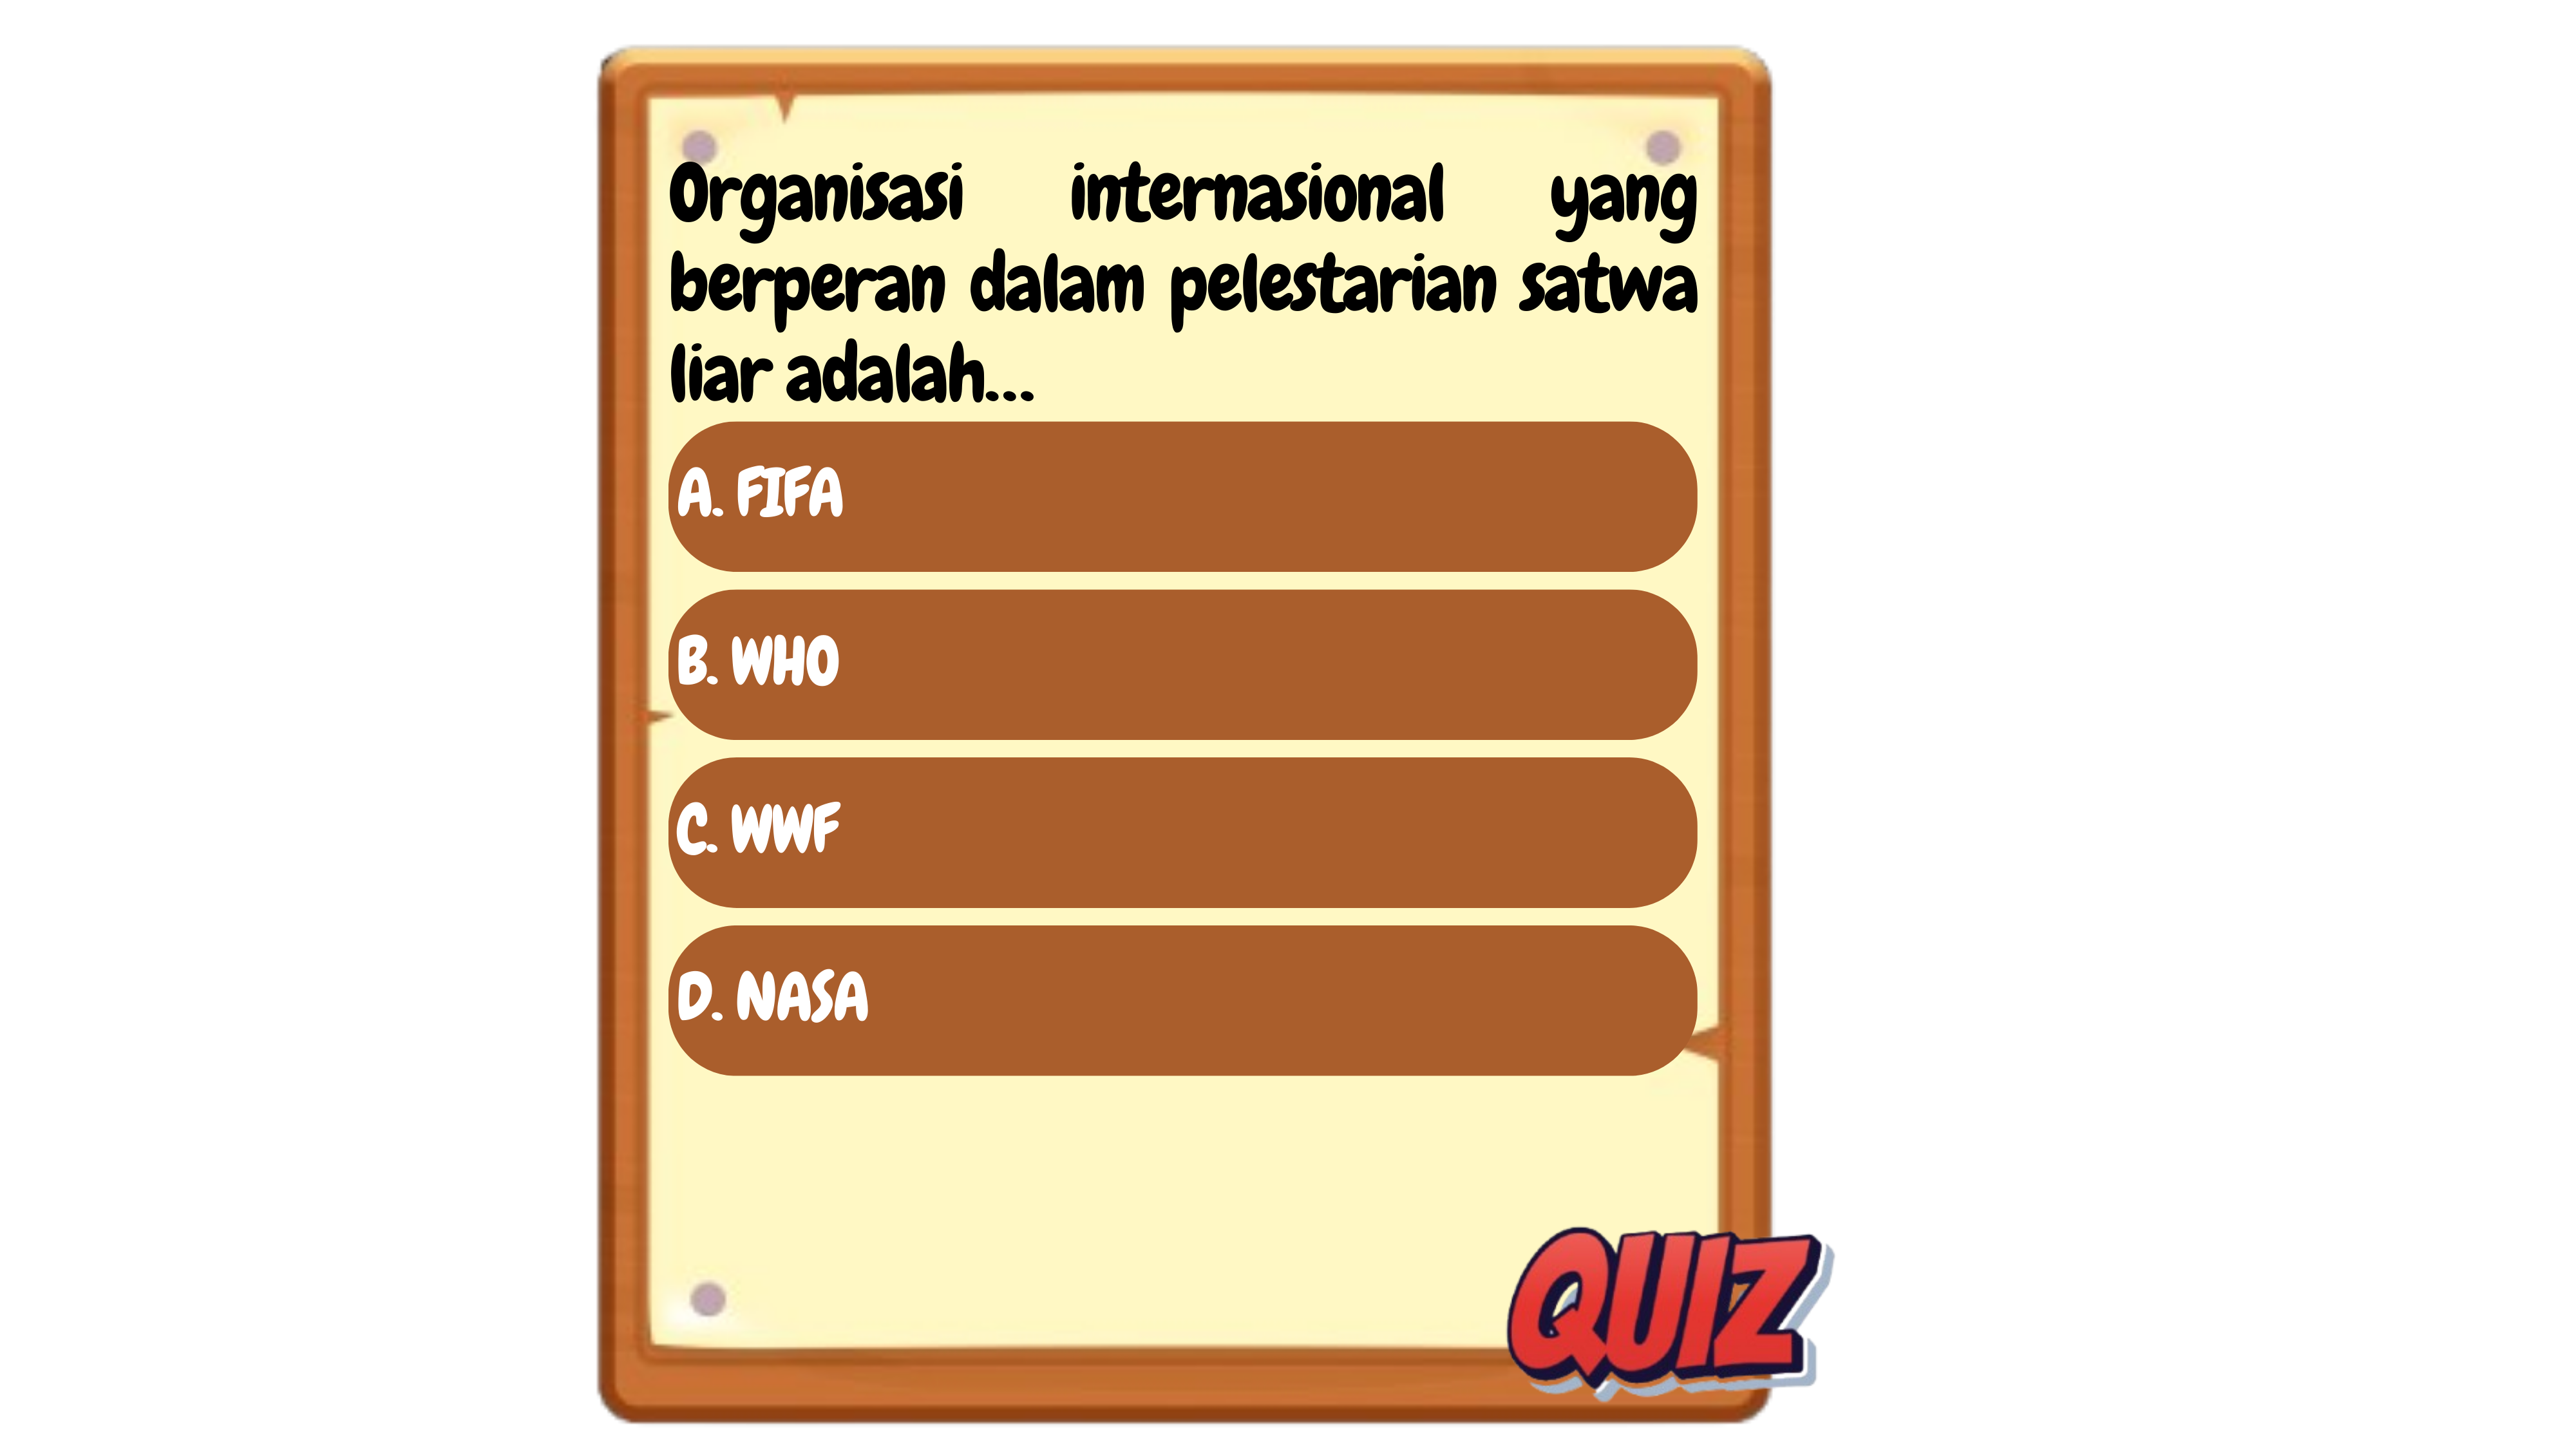 Organisasi internasional yang
berperan dalam pelestarian satwa
liar adalah...
A. FIFA
B. WHO
C. WWF
D. NASA
QUIZ